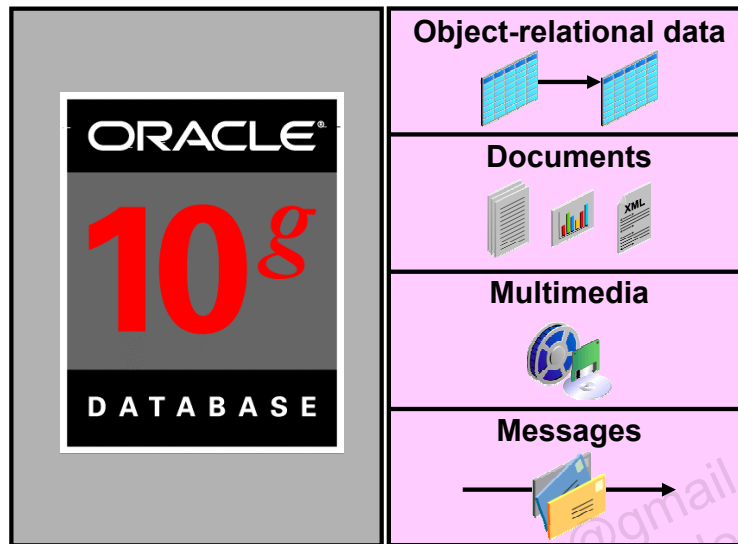 ORACLE®
10g
DATABASE
Object-relational data
Documents
XML
Multimedia
Messages
@gmail